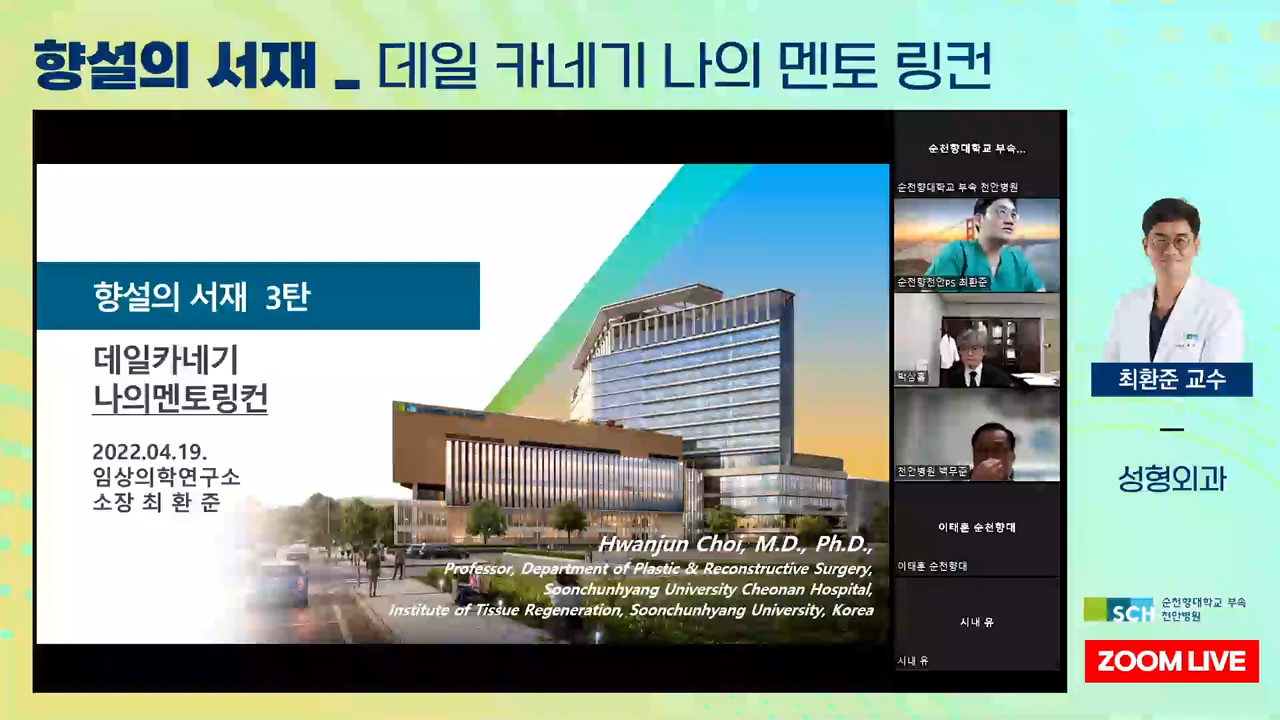 향설의 서재 _ 데일 카네기 나의 멘토 링컨
향설의 서재 3탄
데일카네기
나의멘토링컨
2022.04.19.
임상의학연구소
소장 최 환 준
Hwanjun Choi, M.D., Ph.D.,
Professor, Department of Plastic & Reconstructive Surgery,
Soonchunhyang University Cheonan Hospital,
Institute of Tissue Regeneration, Soonchunhyang University, Korea
순천향대학교 부속...
순천향대학교 부속 천안병원
순천향천안PS 최환준
박상흠
천안병원 백무준
이태훈 순천향대
이태훈 순천향대
시내 유
시내 유
최환준 교수
성형외과
SCH 순천향대학교 부속
천안병원
ZOOM LIVE